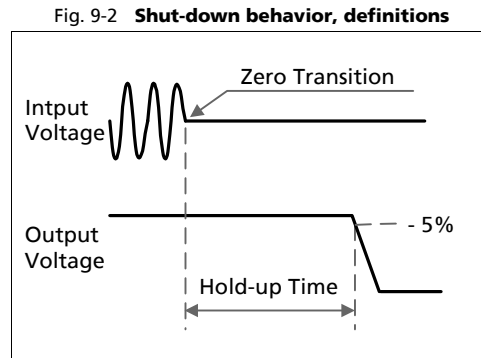 Fig. 9-2 Shut-down behavior, definitions
Zero Transition
Intput
Voltage
- 5%
Output
Voltage
Hold-up Time